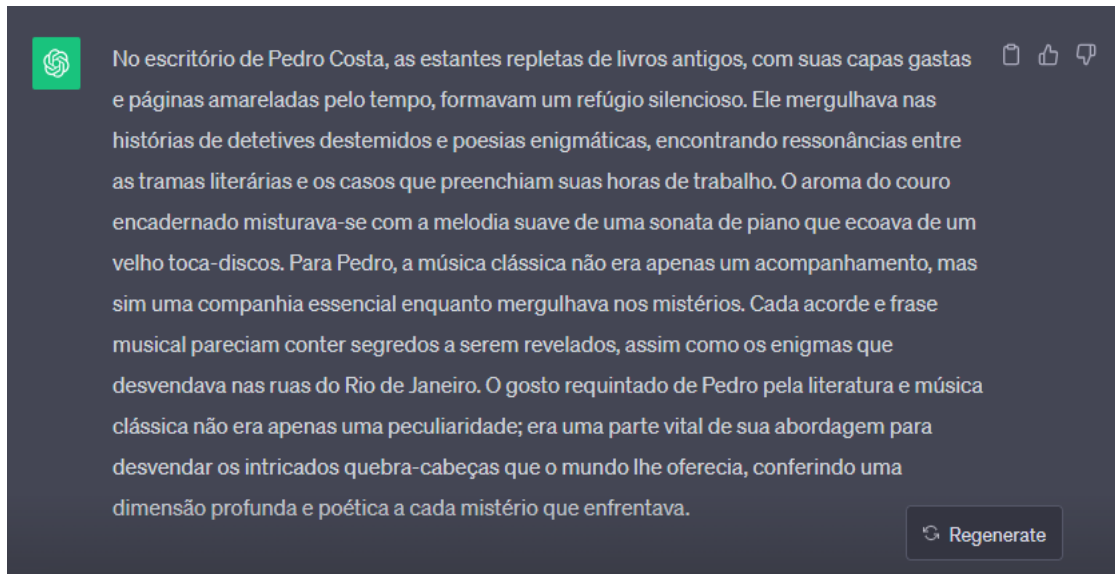 No escritório de Pedro Costa, as estantes repletas de livros antigos, com suas capas gastas
e páginas amareladas pelo tempo, formavam um refúgio silencioso. Ele mergulhava nas
histórias de detetives destemidos e poesias enigmáticas, encontrando ressonâncias entre
as tramas literárias e os casos que preenchiam suas horas de trabalho. O aroma do couro
encadernado misturava-se com a melodia suave de uma sonata de piano que ecoava de um
velho toca-discos. Para Pedro, a música clássica não era apenas um acompanhamento, mas
sim uma companhia essencial enquanto mergulhava nos mistérios. Cada acorde e frase
musical pareciam conter segredos a serem revelados, assim como os enigmas que
desvendava nas ruas do Rio de Janeiro. O gosto requintado de Pedro pela literatura e música
clássica não era apenas uma peculiaridade; era uma parte vital de sua abordagem para
desvendar os intricados quebra-cabeças que o mundo lhe oferecia, conferindo uma
dimensão profunda e poética a cada mistério que enfrentava.
Regenerate